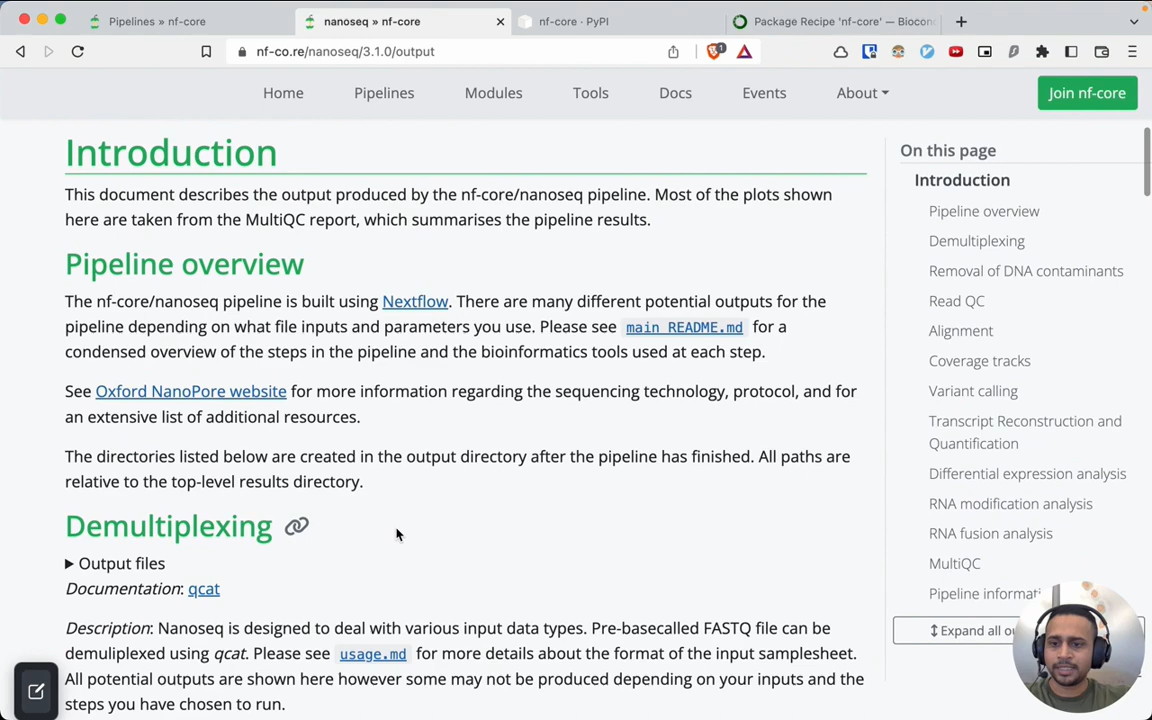 Pipelines » nf-core
nanoseq » nf-core
nf-core · PyPI
Package Recipe 'nf-core' — Biocon
nf-co.re/nanoseq/3.1.0/output
1
Home
Pipelines
Modules
Tools
Docs
Events
About
Join nf-core
Introduction
This document describes the output produced by the nf-core/nanoseq pipeline. Most of the plots shown
here are taken from the MultiQC report, which summarises the pipeline results.
Pipeline overview
The nf-core/nanoseq pipeline is built using Nextflow. There are many different potential outputs for the
pipeline depending on what file inputs and parameters you use. Please see main README.md for a
condensed overview of the steps in the pipeline and the bioinformatics tools used at each step.
See Oxford NanoPore website for more information regarding the sequencing technology, protocol, and for
an extensive list of additional resources.
The directories listed below are created in the output directory after the pipeline has finished. All paths are
relative to the top-level results directory.
Demultiplexing
Output files
Documentation: qcat
Description: Nanoseq is designed to deal with various input data types. Pre-basecalled FASTQ file can be
demuliplexed using qcat. Please see usage.md for more details about the format of the input samplesheet.
All potential outputs are shown here however some may not be produced depending on your inputs and the
steps you have chosen to run.
On this page
Introduction
Pipeline overview
Demultiplexing
Removal of DNA contaminants
Read QC
Alignment
Coverage tracks
Variant calling
Transcript Reconstruction and
Quantification
Differential expression analysis
RNA modification analysis
RNA fusion analysis
MultiQC
Pipeline informati
Expand all ou